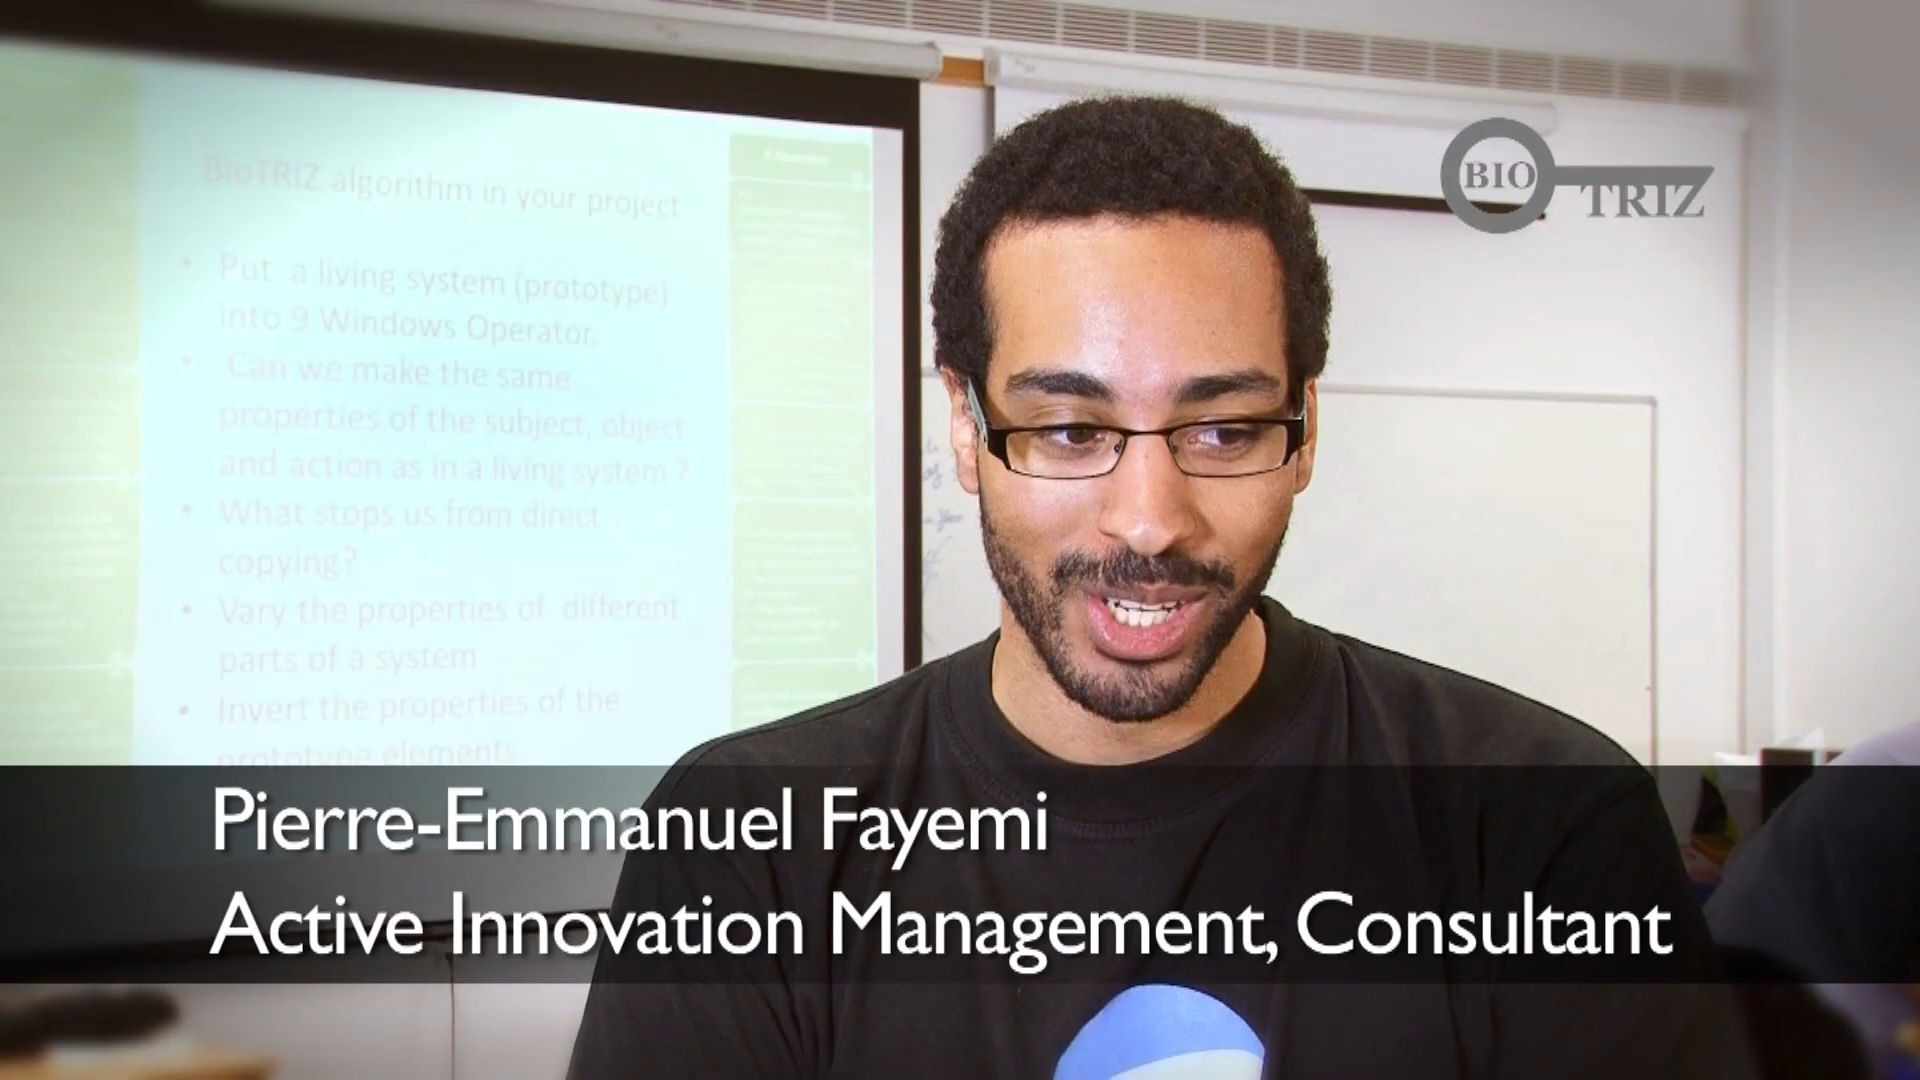 BIO
TRIZ
BioTRIZ algorithm in your project
• Put a living system (prototype)
into 9 Windows Operator.
• Can we make the same
properties of the subject, object
and action as in a living system ?
• What stops us from direct
copying?
• Vary the properties of different
parts of a system
• Invert the properties of the
prototype elements.
Pierre-Emmanuel Fayemi
Active Innovation Management, Consultant